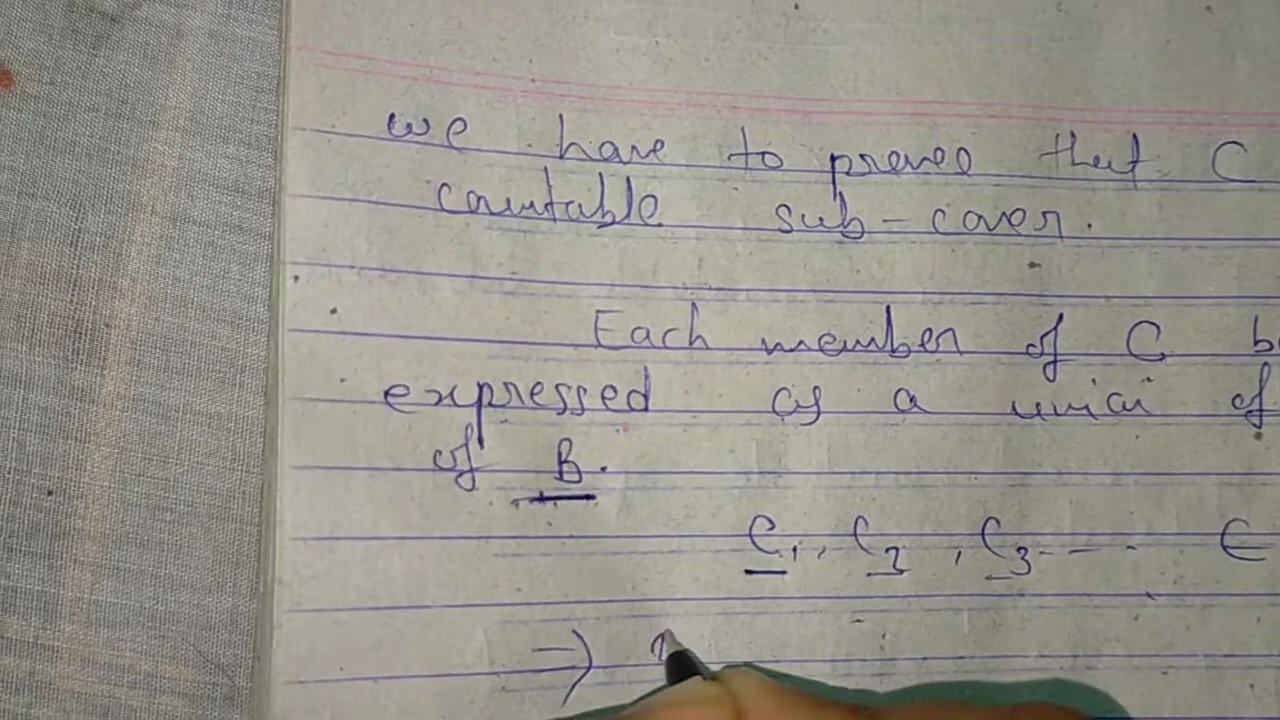 we have to prove that C
countable sub-cover.
Each member of C b
expressed as a union of
of B.
C1, C2, C3---- ∈
⇒